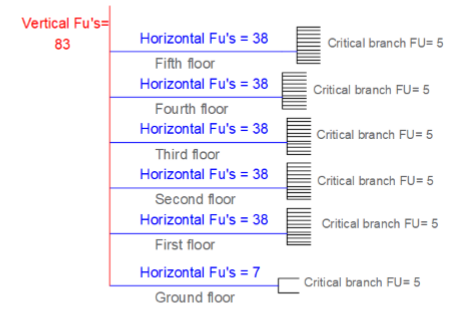 Vertical Fu's=
83
Horizontal Fu's = 38
Critical branch FU= 5
Fifth floor
Horizontal Fu's = 38
Critical branch FU= 5
Fourth floor
Horizontal Fu's = 38
Critical branch FU= 5
Third floor
Horizontal Fu's = 38
Critical branch FU= 5
Second floor
Horizontal Fu's = 38
Critical branch FU= 5
First floor
Horizontal Fu's = 7
Critical branch FU= 5
Ground floor